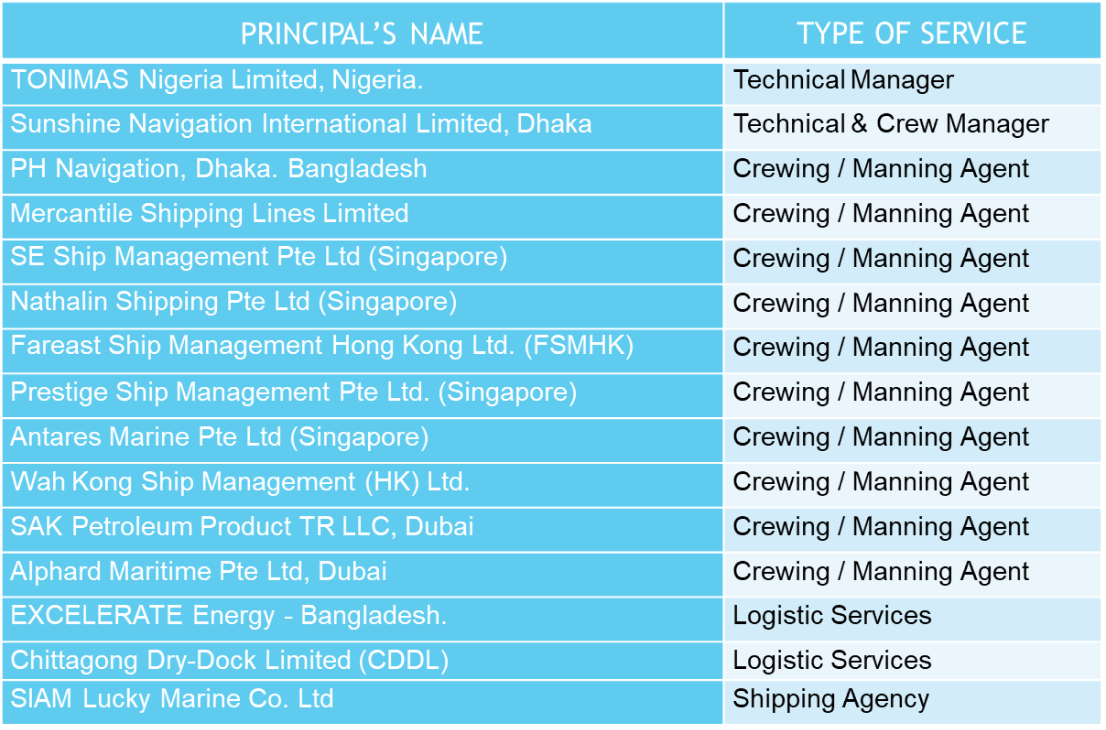 PRINCIPAL'S NAME TYPE OF SERVICE
TONIMAS Nigeria Limited, Nigeria. Technical Manager
Sunshine Navigation International Limited, Dhaka Technical & Crew Manager
PH Navigation, Dhaka. Bangladesh Crewing / Manning Agent
Mercantile Shipping Lines Limited Crewing / Manning Agent
SE Ship Management Pte Ltd (Singapore) Crewing / Manning Agent
Nathalin Shipping Pte Ltd (Singapore) Crewing / Manning Agent
Fareast Ship Management Hong Kong Ltd. (FSMHK) Crewing / Manning Agent
Prestige Ship Management Pte Ltd. (Singapore) Crewing / Manning Agent
Antares Marine Pte Ltd (Singapore) Crewing / Manning Agent
Wah Kong Ship Management (HK) Ltd. Crewing / Manning Agent
SAK Petroleum Product TR LLC, Dubai Crewing / Manning Agent
Alphard Maritime Pte Ltd, Dubai Crewing / Manning Agent
EXCELERATE Energy - Bangladesh. Logistic Services
Chittagong Dry-Dock Limited (CDDL) Logistic Services
SIAM Lucky Marine Co. Ltd Shipping Agency